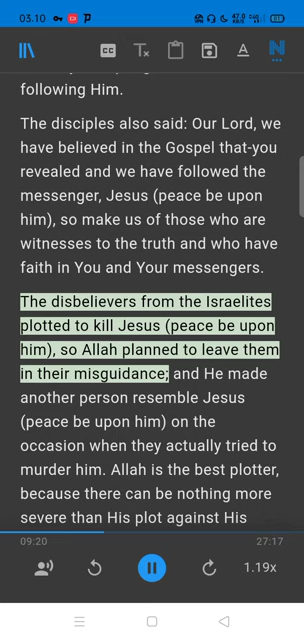 03.10
47.0
following Him.
The disciples also said: Our Lord, we
have believed in the Gospel that-you
revealed and we have followed the
messenger, Jesus (peace be upon
him), so make us of those who are
witnesses to the truth and who have
faith in You and Your messengers.
The disbelievers from the Israelites
plotted to kill Jesus (peace be upon
him), so Allah planned to leave them
in their misguidance; and He made
another person resemble Jesus
(peace be upon him) on the
occasion when they actually tried to
murder him. Allah is the best plotter,
because there can be nothing more
severe than His plot against His
09:20 27:17
1.19x